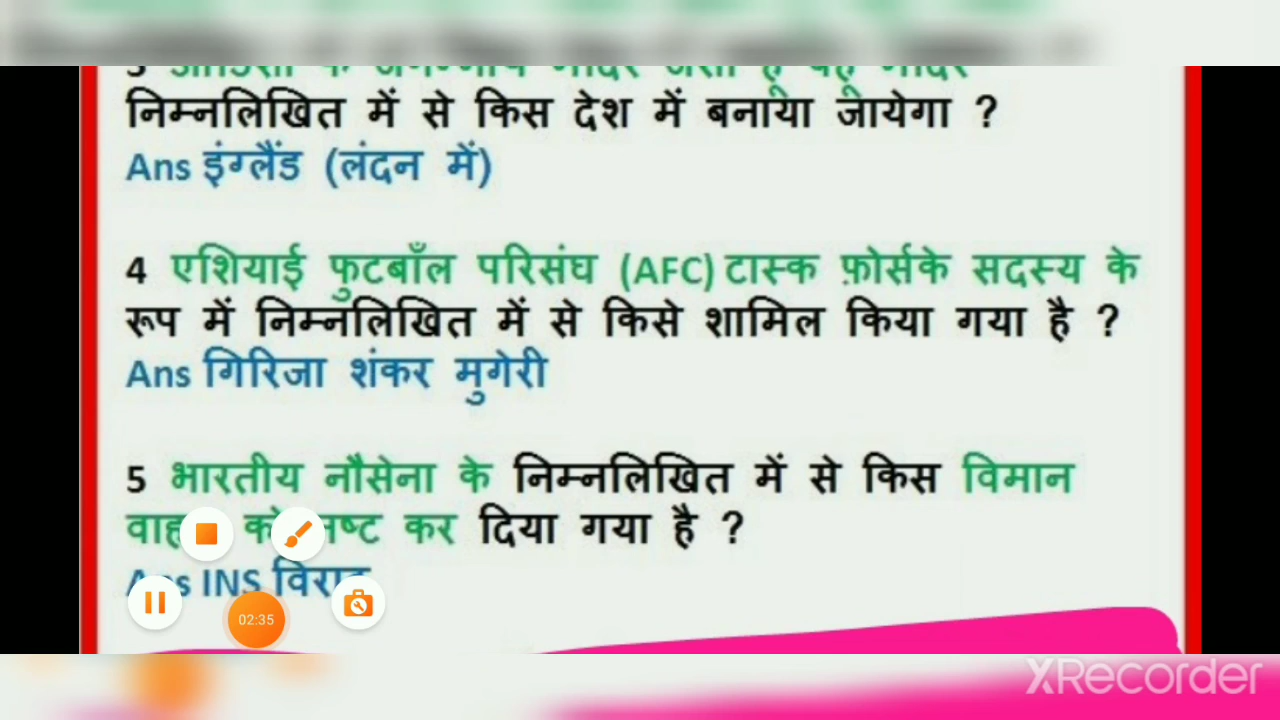 निम्नलिखित में से किस देश में बनाया जायेगा ?
Ans इंग्लैंड (लंदन में)
4 एशियाई फुटबॉल परिसंघ (AFC) टास्क फ़ोर्सके सदस्य के
रूप में निम्नलिखित में से किसे शामिल किया गया है ?
Ans गिरिजा शंकर मुगेरी
5 भारतीय नौसेना के निम्नलिखित में से किस विमान
कर दिया गया है ?
INS
02:35
XRecorder